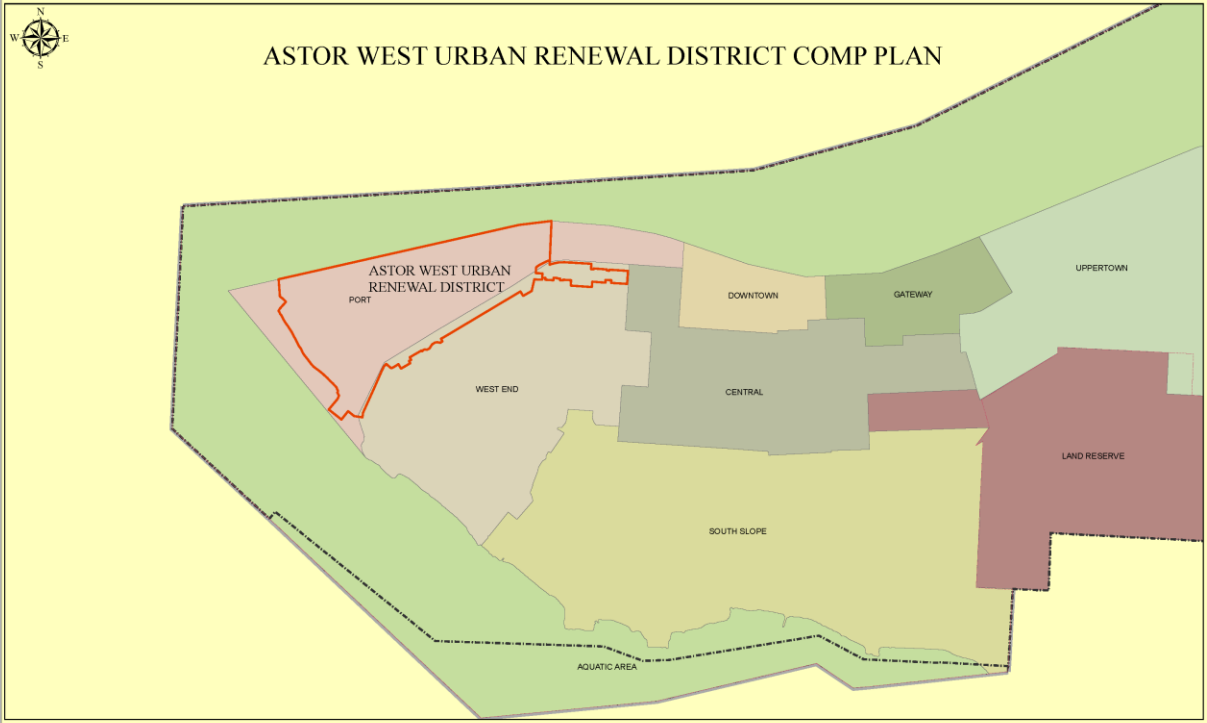 N
W E
S
ASTOR WEST URBAN RENEWAL DISTRICT COMP PLAN
ASTOR WEST URBAN
RENEWAL DISTRICT
PORT
UPPERTOWN
DOWNTOWN
GATEWAY
WEST END
CENTRAL
LAND RESERVE
SOUTH SLOPE
AQUATIC AREA